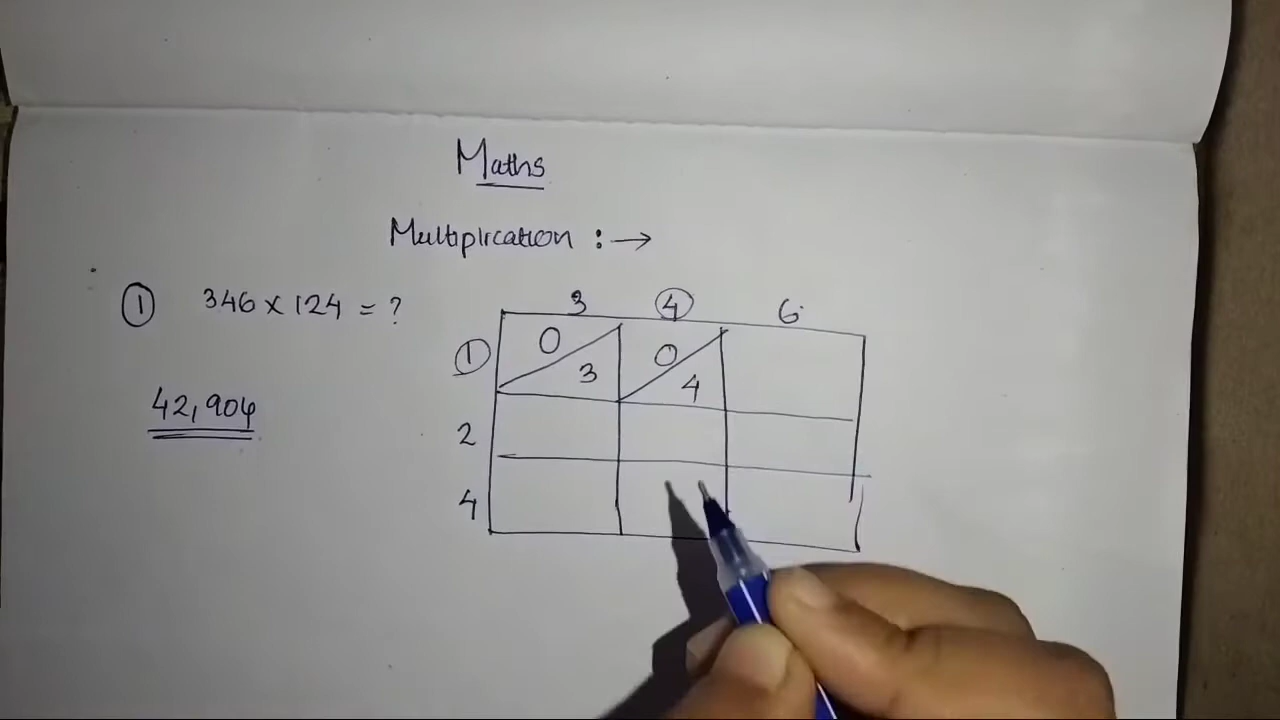 Maths
Multiplication : →
① 346 x 124 = ?
3 ④ 6
① 0 3 0 4
42,904
2
4